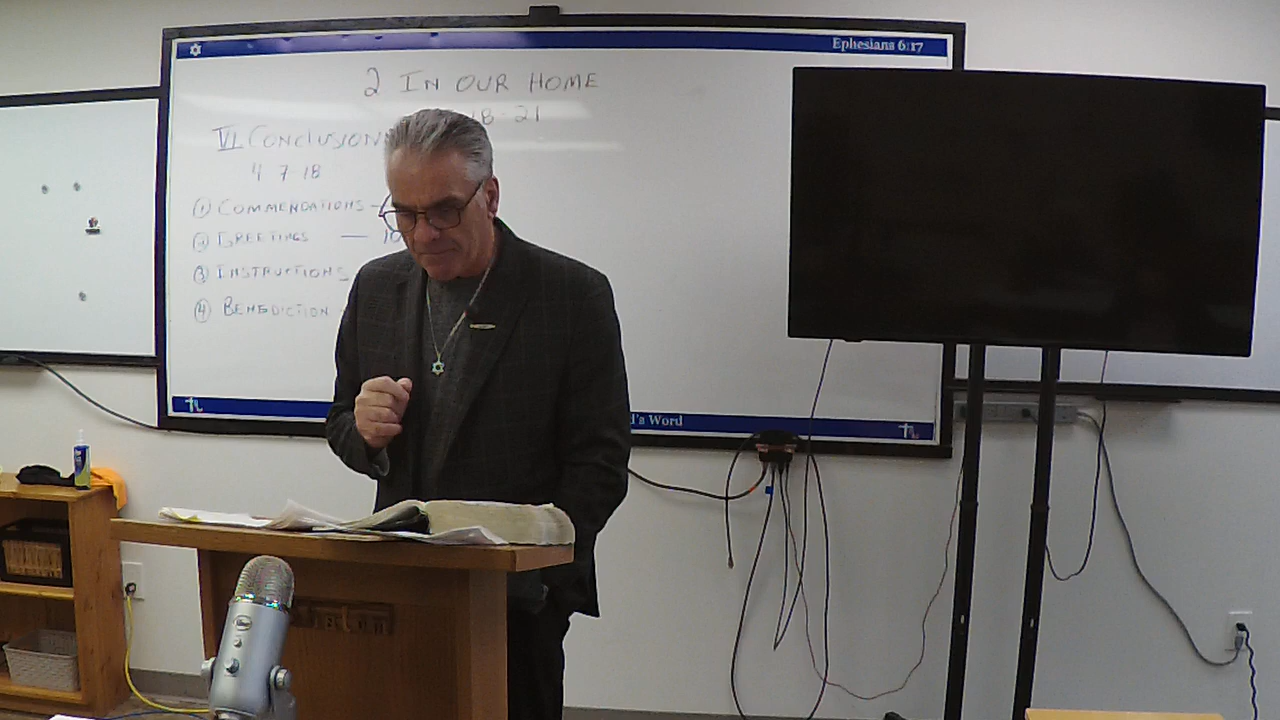 Ephesians 6:17
2 IN OUR HOME
18-21
VI CONCLUSION
4 7 18
① COMMENDATIONS -
② GREETINGS — 10
③ INSTRUCTIONS
④ BENEDICTION
d's Word